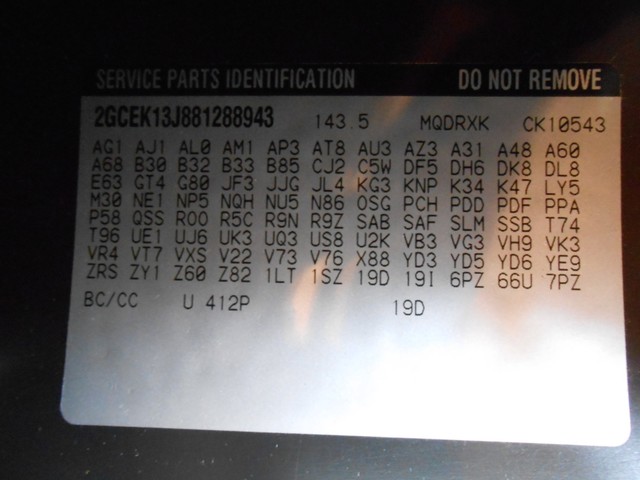 SERVICE PARTS IDENTIFICATION DO NOT REMOVE
2GCEK13J881288943 143.5 MQDRXK CK10543
AG1 AJ1 AL0 AM1 AP3 AT8 AU3 AZ3 A31 A48 A60
A68 B30 B32 B33 B85 CJ2 C5W DF5 DH6 DK8 DL8
E63 GT4 G80 JF3 JJG JL4 KG3 KNP K34 K47 LY5
M30 NE1 NP5 NQH NU5 N86 OSG PCH PDD PDF PPA
P58 QSS R00 R5C R9N R9Z SAB SAF SLM SSB T74
T96 UE1 UJ6 UK3 UQ3 US8 U2K VB3 VG3 VH9 VK3
VR4 VT7 VXS V22 V73 V76 X88 YD3 YD5 YD6 YE9
ZRS ZY1 Z60 Z82 1LT 1SZ 19D 19I 6PZ 66U 7PZ
BC/CC U 412P 19D